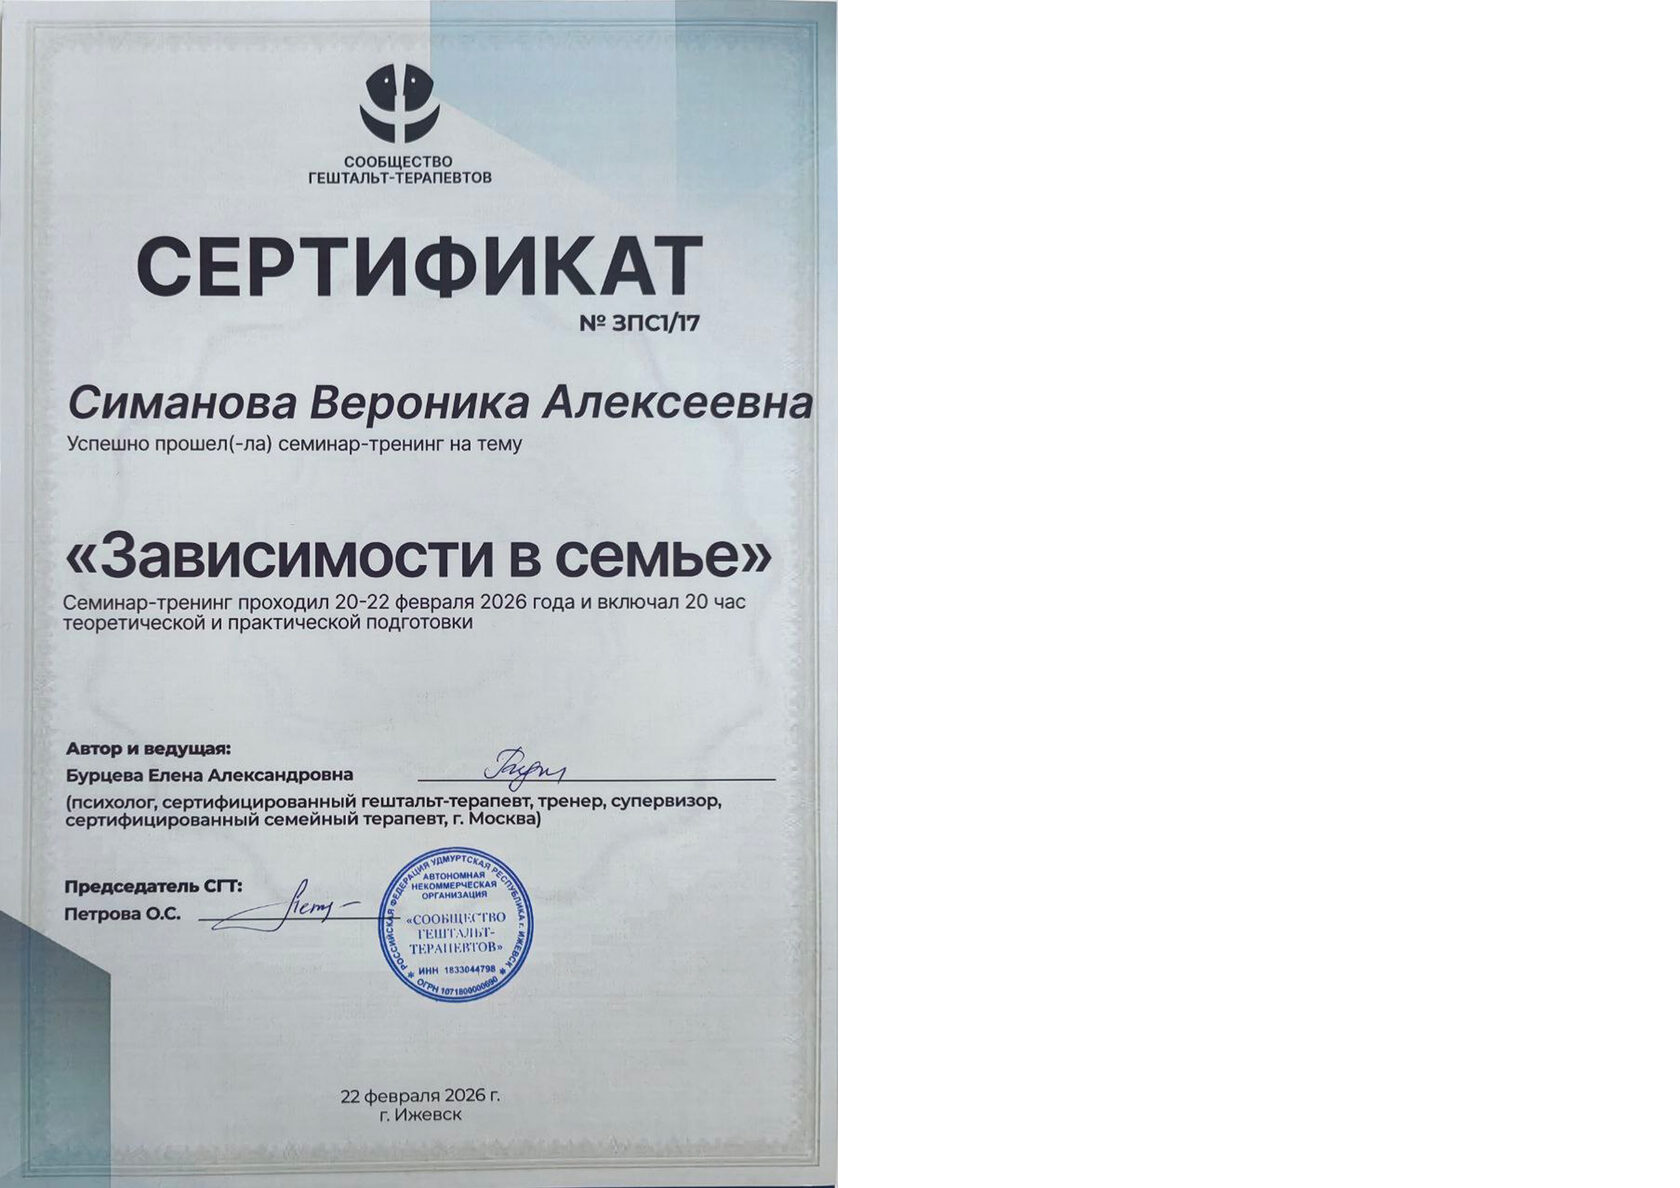 СООБЩЕСТВО
ГЕШТАЛЬТ-ТЕРАПЕВТОВ
СЕРТИФИКАТ
№ ЗПС1/17
Симанова Вероника Алексеевна
Успешно прошел(-ла) семинар-тренинг на тему
«Зависимости в семье»
Семинар-тренинг проходил 20-22 февраля 2026 года и включал 20 час
теоретической и практической подготовки
Автор и ведущая:
Бурцева Елена Александровна
(психолог, сертифицированный гештальт-терапевт, тренер, супервизор,
сертифицированный семейный терапевт, г. Москва)
Председатель СГТ:
Петрова О.С.
РОССИЙСКАЯ ФЕДЕРАЦИЯ УДМУРТСКАЯ РЕСПУБЛИКА г. ИЖЕВСК
АВТОНОМНАЯ
НЕКОММЕРЧЕСКАЯ
ОРГАНИЗАЦИЯ
«СООБЩЕСТВО
ГЕШТАЛЬТ-
ТЕРАПЕВТОВ»
ИНН 1833044798
ОГРН 1071800000690
22 февраля 2026 г.
г. Ижевск